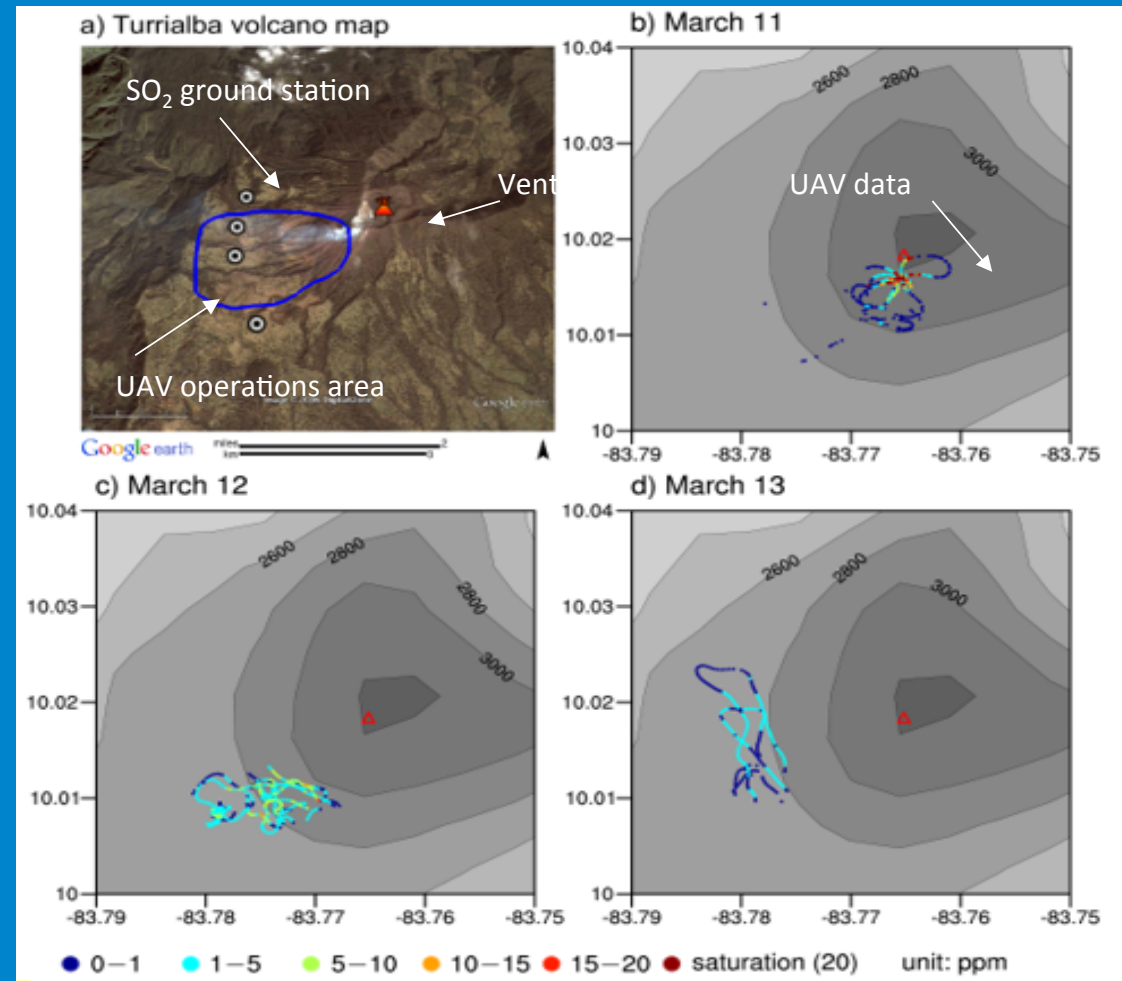 a) Turrialba volcano map
SO₂ ground station
Vent
UAV operations area
Google earth
Google earth
miles
km
2
b) March 11
10.04
10.03
10.02
10.01
10
-83.79 -83.78 -83.77 -83.76 -83.75
2600
2800
3000
UAV data
c) March 12
10.04
10.03
10.02
10.01
10
-83.79 -83.78 -83.77 -83.76 -83.75
2600
2800
2800
3000
d) March 13
10.04
10.03
10.02
10.01
10
-83.79 -83.78 -83.77 -83.76 -83.75
2600
2800
3000
0—1 1—5 5—10 10—15 15—20 saturation (20) unit: ppm